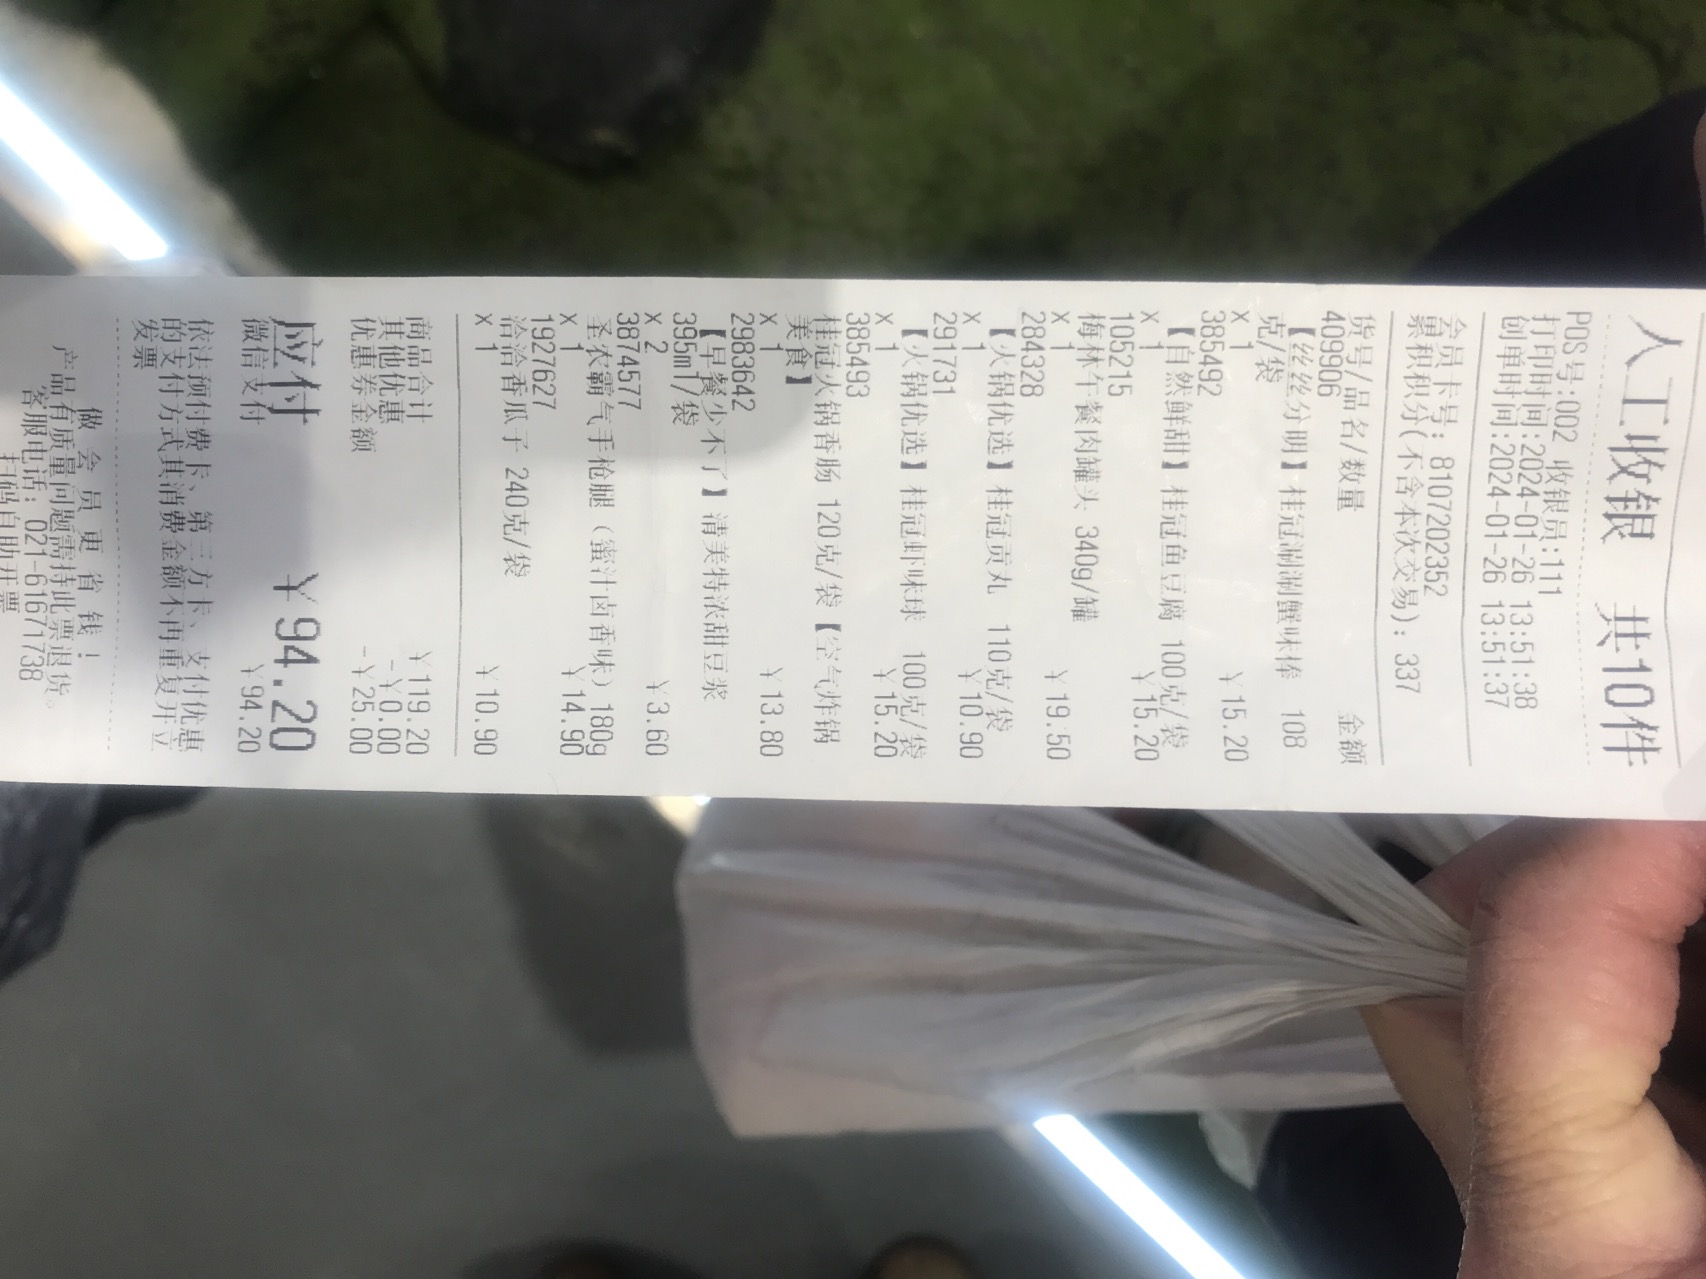 人工收银 共10件
POS号:002 收银员:111
打印时间:2024-01-26 13:51:38
创单时间:2024-01-26 13:51:37
会员卡号: 8107202352
累积积分(不含本次交易): 337
货号/品名/数量 金额
409906
【丝丝分明】桂冠涮涮蟹味棒 108
克/袋
x 1 ￥15.20
385492
【自然鲜甜】桂冠鱼豆腐 100克/袋
x 1 ￥15.20
105215
梅林午餐肉罐头 340g/罐
x 1 ￥19.50
284328
【火锅优选】桂冠贡丸 110克/袋
x 1 ￥10.90
291731
【火锅优选】桂冠虾味球 100克/袋
x 1 ￥15.20
385493
桂冠火锅香肠 120克/袋【空气炸锅
美食】
x 1 ￥13.80
2983642
【早餐少不了】清美特浓甜豆浆
395ml/袋
x 2 ￥3.60
3874577
圣农霸气手枪腿（蜜汁卤香味）180g
x 1 ￥14.90
1927627
洽洽香瓜子 240克/袋
x 1 ￥10.90
商品合计 ￥119.20
其他优惠 -￥0.00
优惠券金额 -￥25.00
应付 ￥94.20
微信支付 ￥94.20
依法预付费卡、第三方卡、支付优惠
的支付方式其消费金额不再重复开立
发票
做会员更省钱！
产品有质量问题需持此票退货。
客服电话: 021-61671738
扫码自助开票